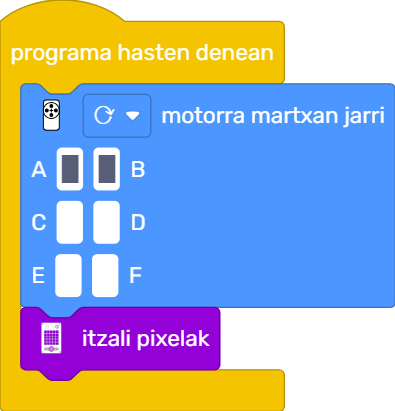 programa hasten denean
motorra martxan jarri
A B
C D
E F
itzali pixelak